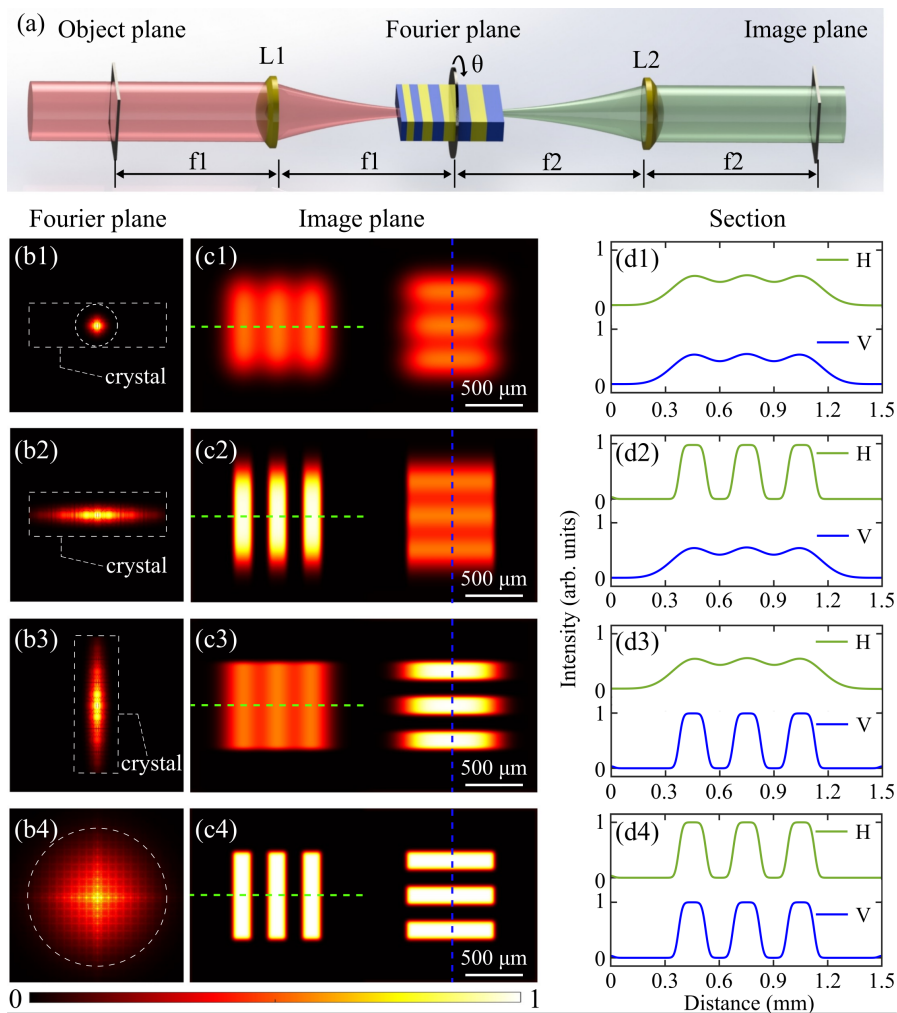 (a)
Object plane
Fourier plane
Image plane
L1
θ
L2
f1
f1
f2
f2
Fourier plane
Image plane
Section
(b1)
crystal
(c1)
500 μm
(d1)
1
H
0
1
V
0
0 0.3 0.6 0.9 1.2 1.5
(b2)
crystal
(c2)
500 μm
(d2)
1
H
0
1
V
0
0 0.3 0.6 0.9 1.2 1.5
(b3)
crystal
(c3)
500 μm
(d3)
1
H
0
1
V
0
0 0.3 0.6 0.9 1.2 1.5
Intensity (arb. units)
(b4)
(c4)
500 μm
(d4)
1
H
0
1
V
0
0 0.3 0.6 0.9 1.2 1.5
Distance (mm)
0 1